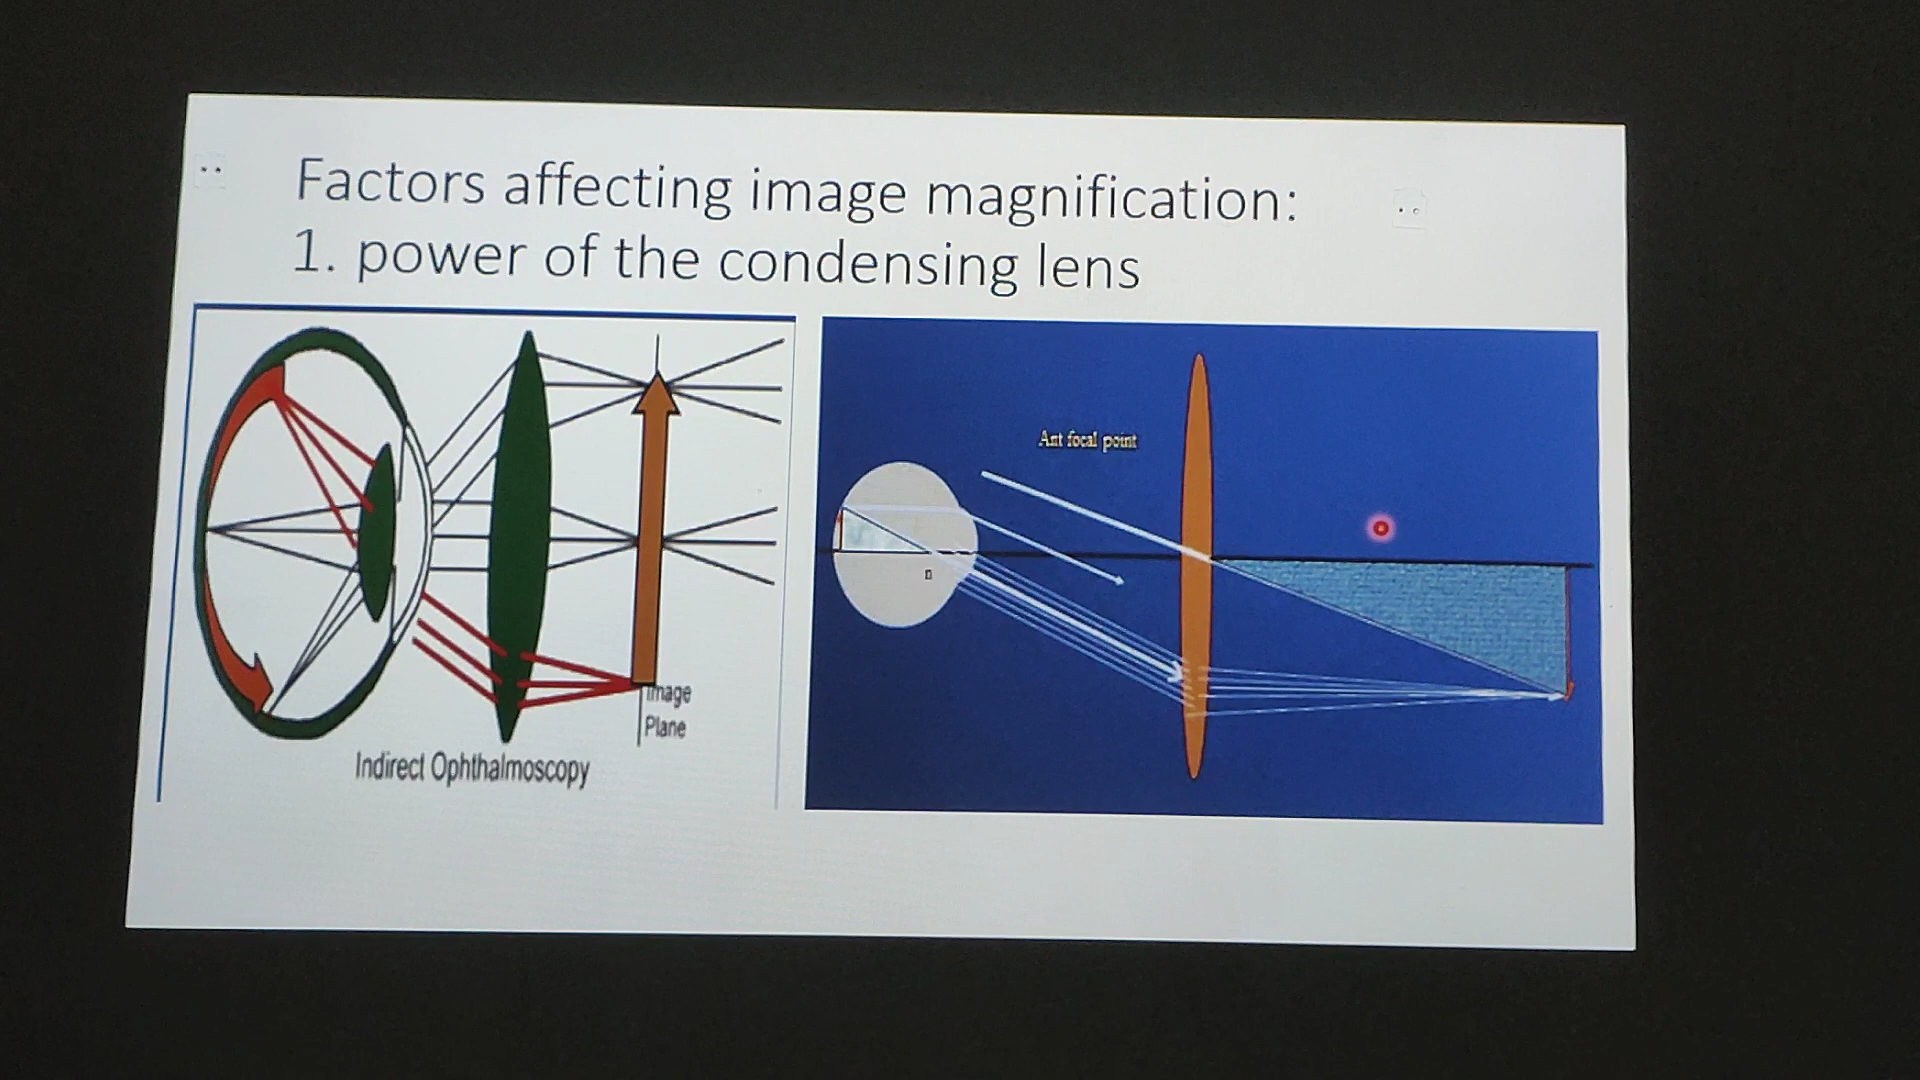 Factors affecting image magnification:
1. power of the condensing lens
Ant focal point
n
Image
Plane
Indirect Ophthalmoscopy